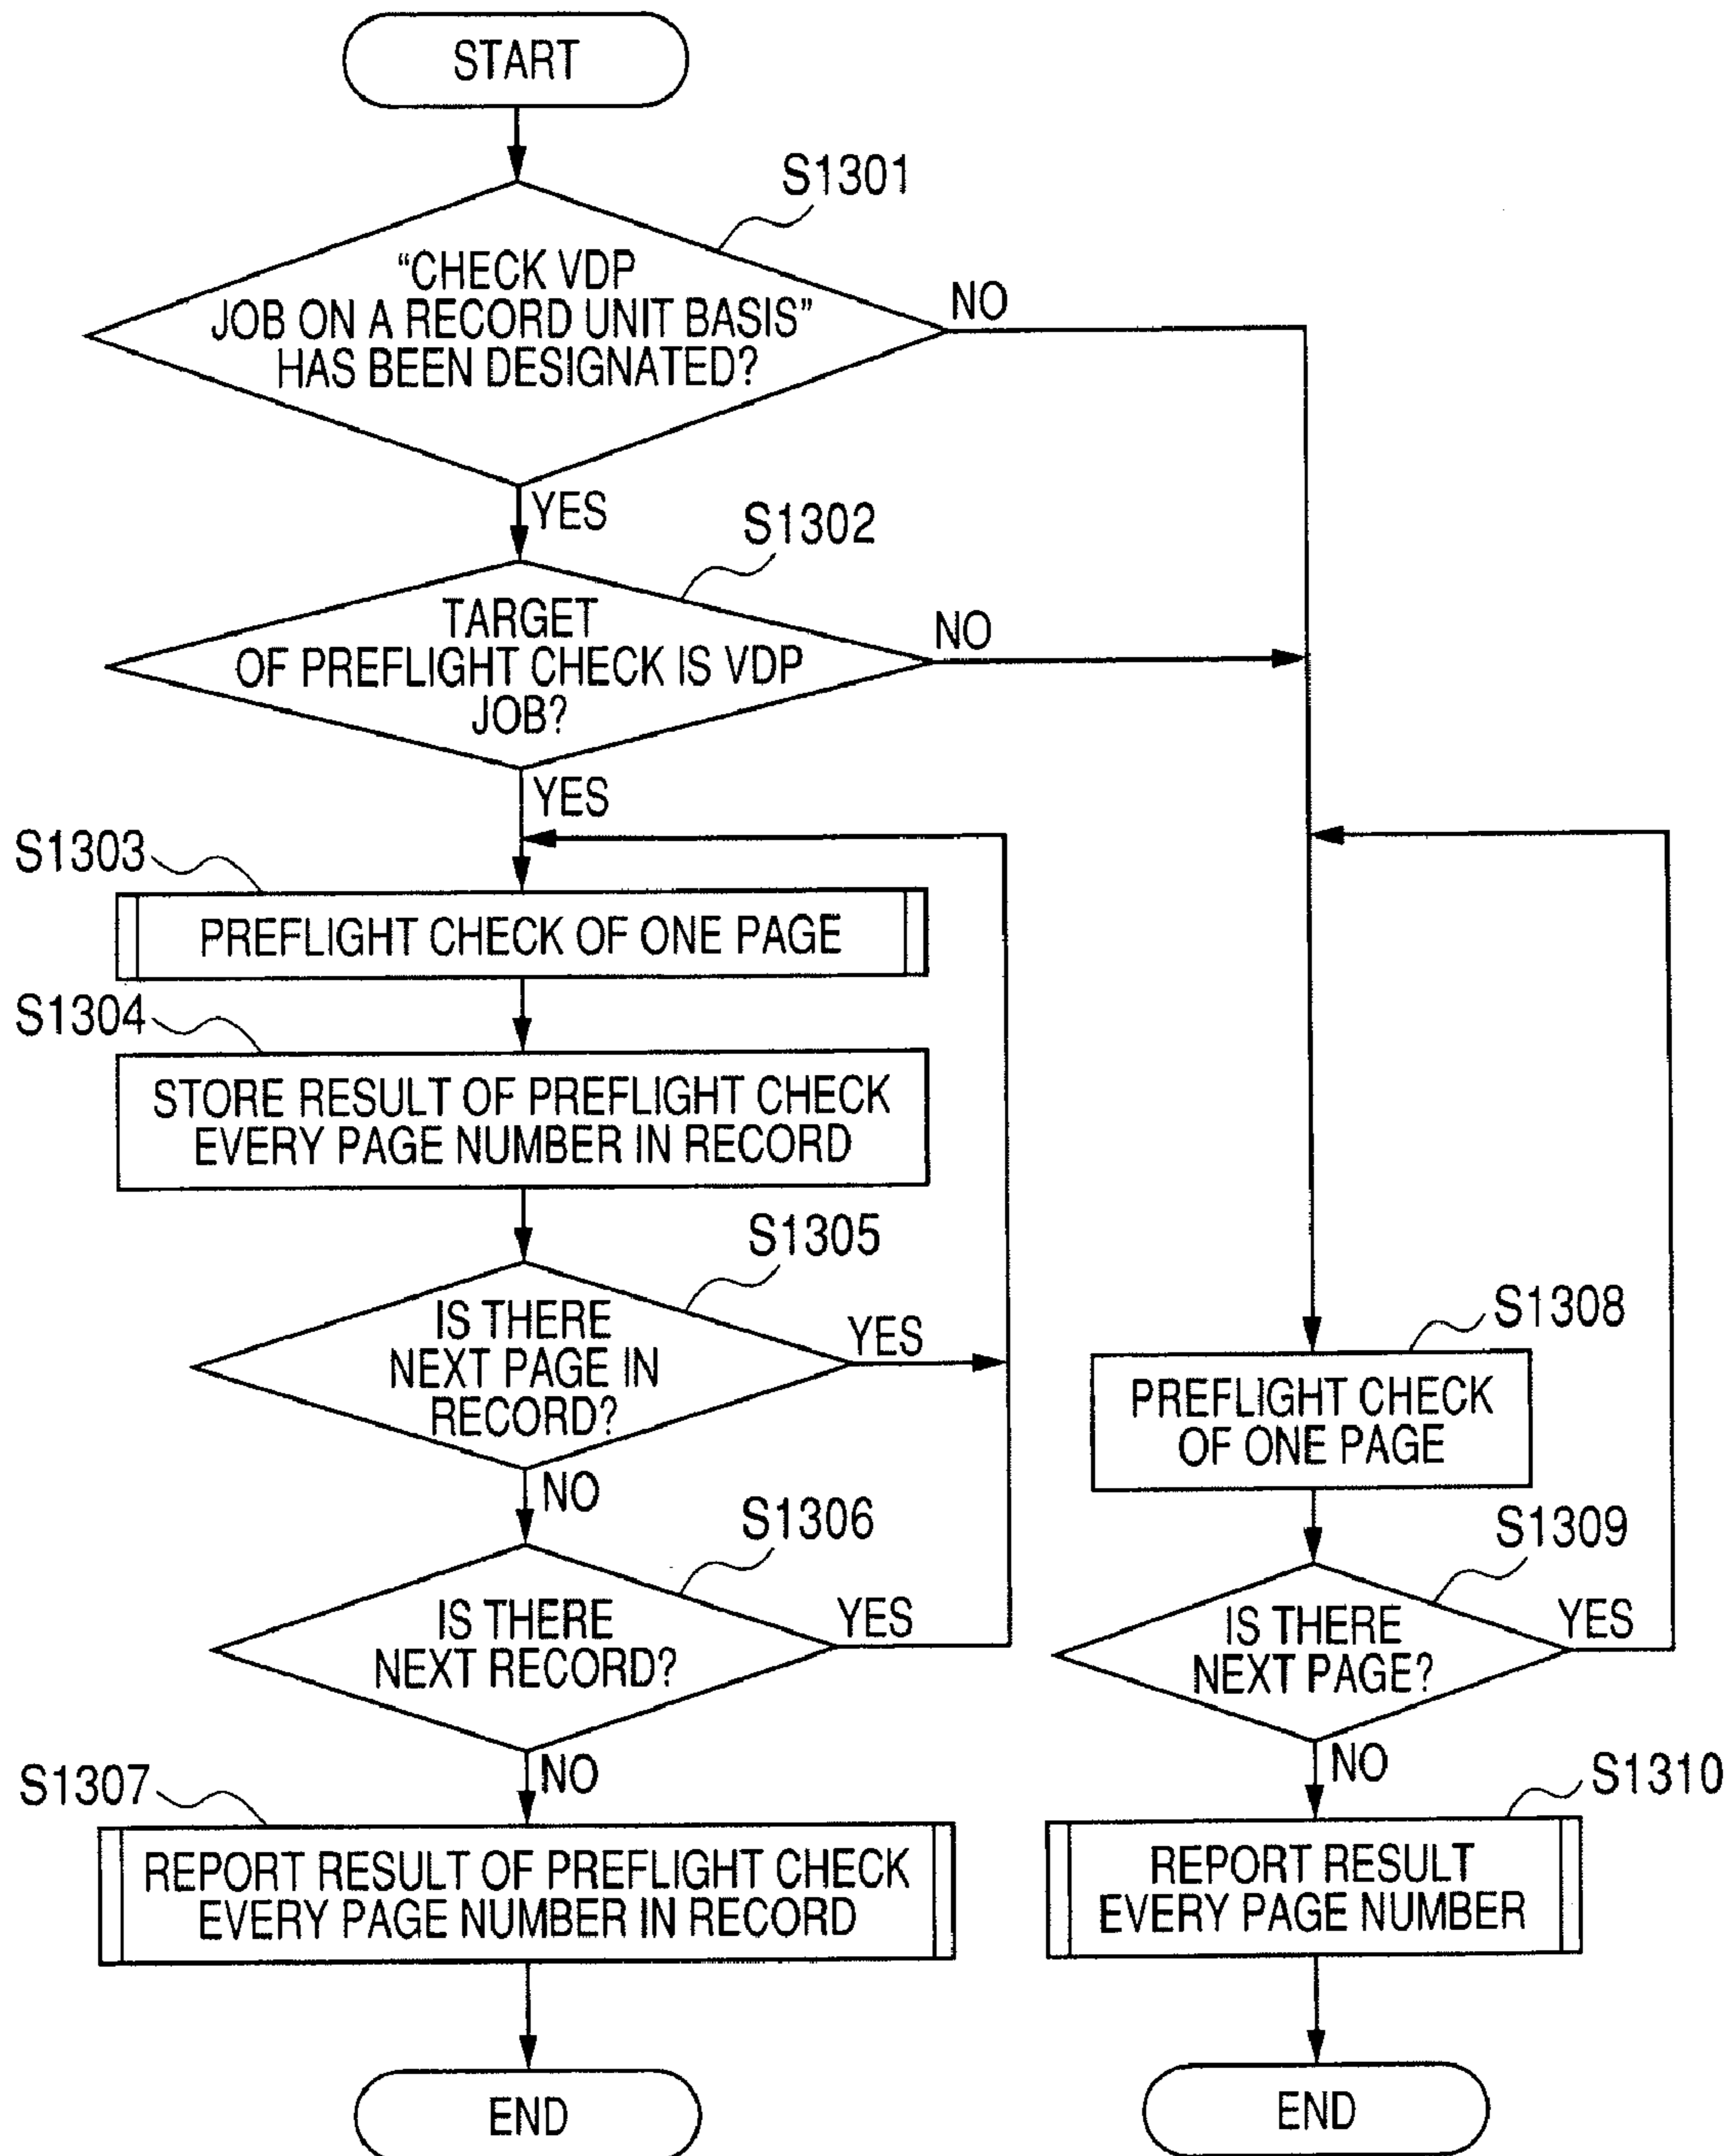 START
S1301
“CHECK VDP
JOB ON A RECORD UNIT BASIS”
HAS BEEN DESIGNATED?
NO
YES
S1302
TARGET
OF PREFLIGHT CHECK IS VDP
JOB?
NO
YES
S1303
PREFLIGHT CHECK OF ONE PAGE
S1304
STORE RESULT OF PREFLIGHT CHECK
EVERY PAGE NUMBER IN RECORD
S1305
IS THERE
NEXT PAGE IN
RECORD?
YES
NO
S1306
IS THERE
NEXT RECORD?
YES
NO
S1307
REPORT RESULT OF PREFLIGHT CHECK
EVERY PAGE NUMBER IN RECORD
END
S1308
PREFLIGHT CHECK
OF ONE PAGE
S1309
IS THERE
NEXT PAGE?
YES
NO
S1310
REPORT RESULT
EVERY PAGE NUMBER
END